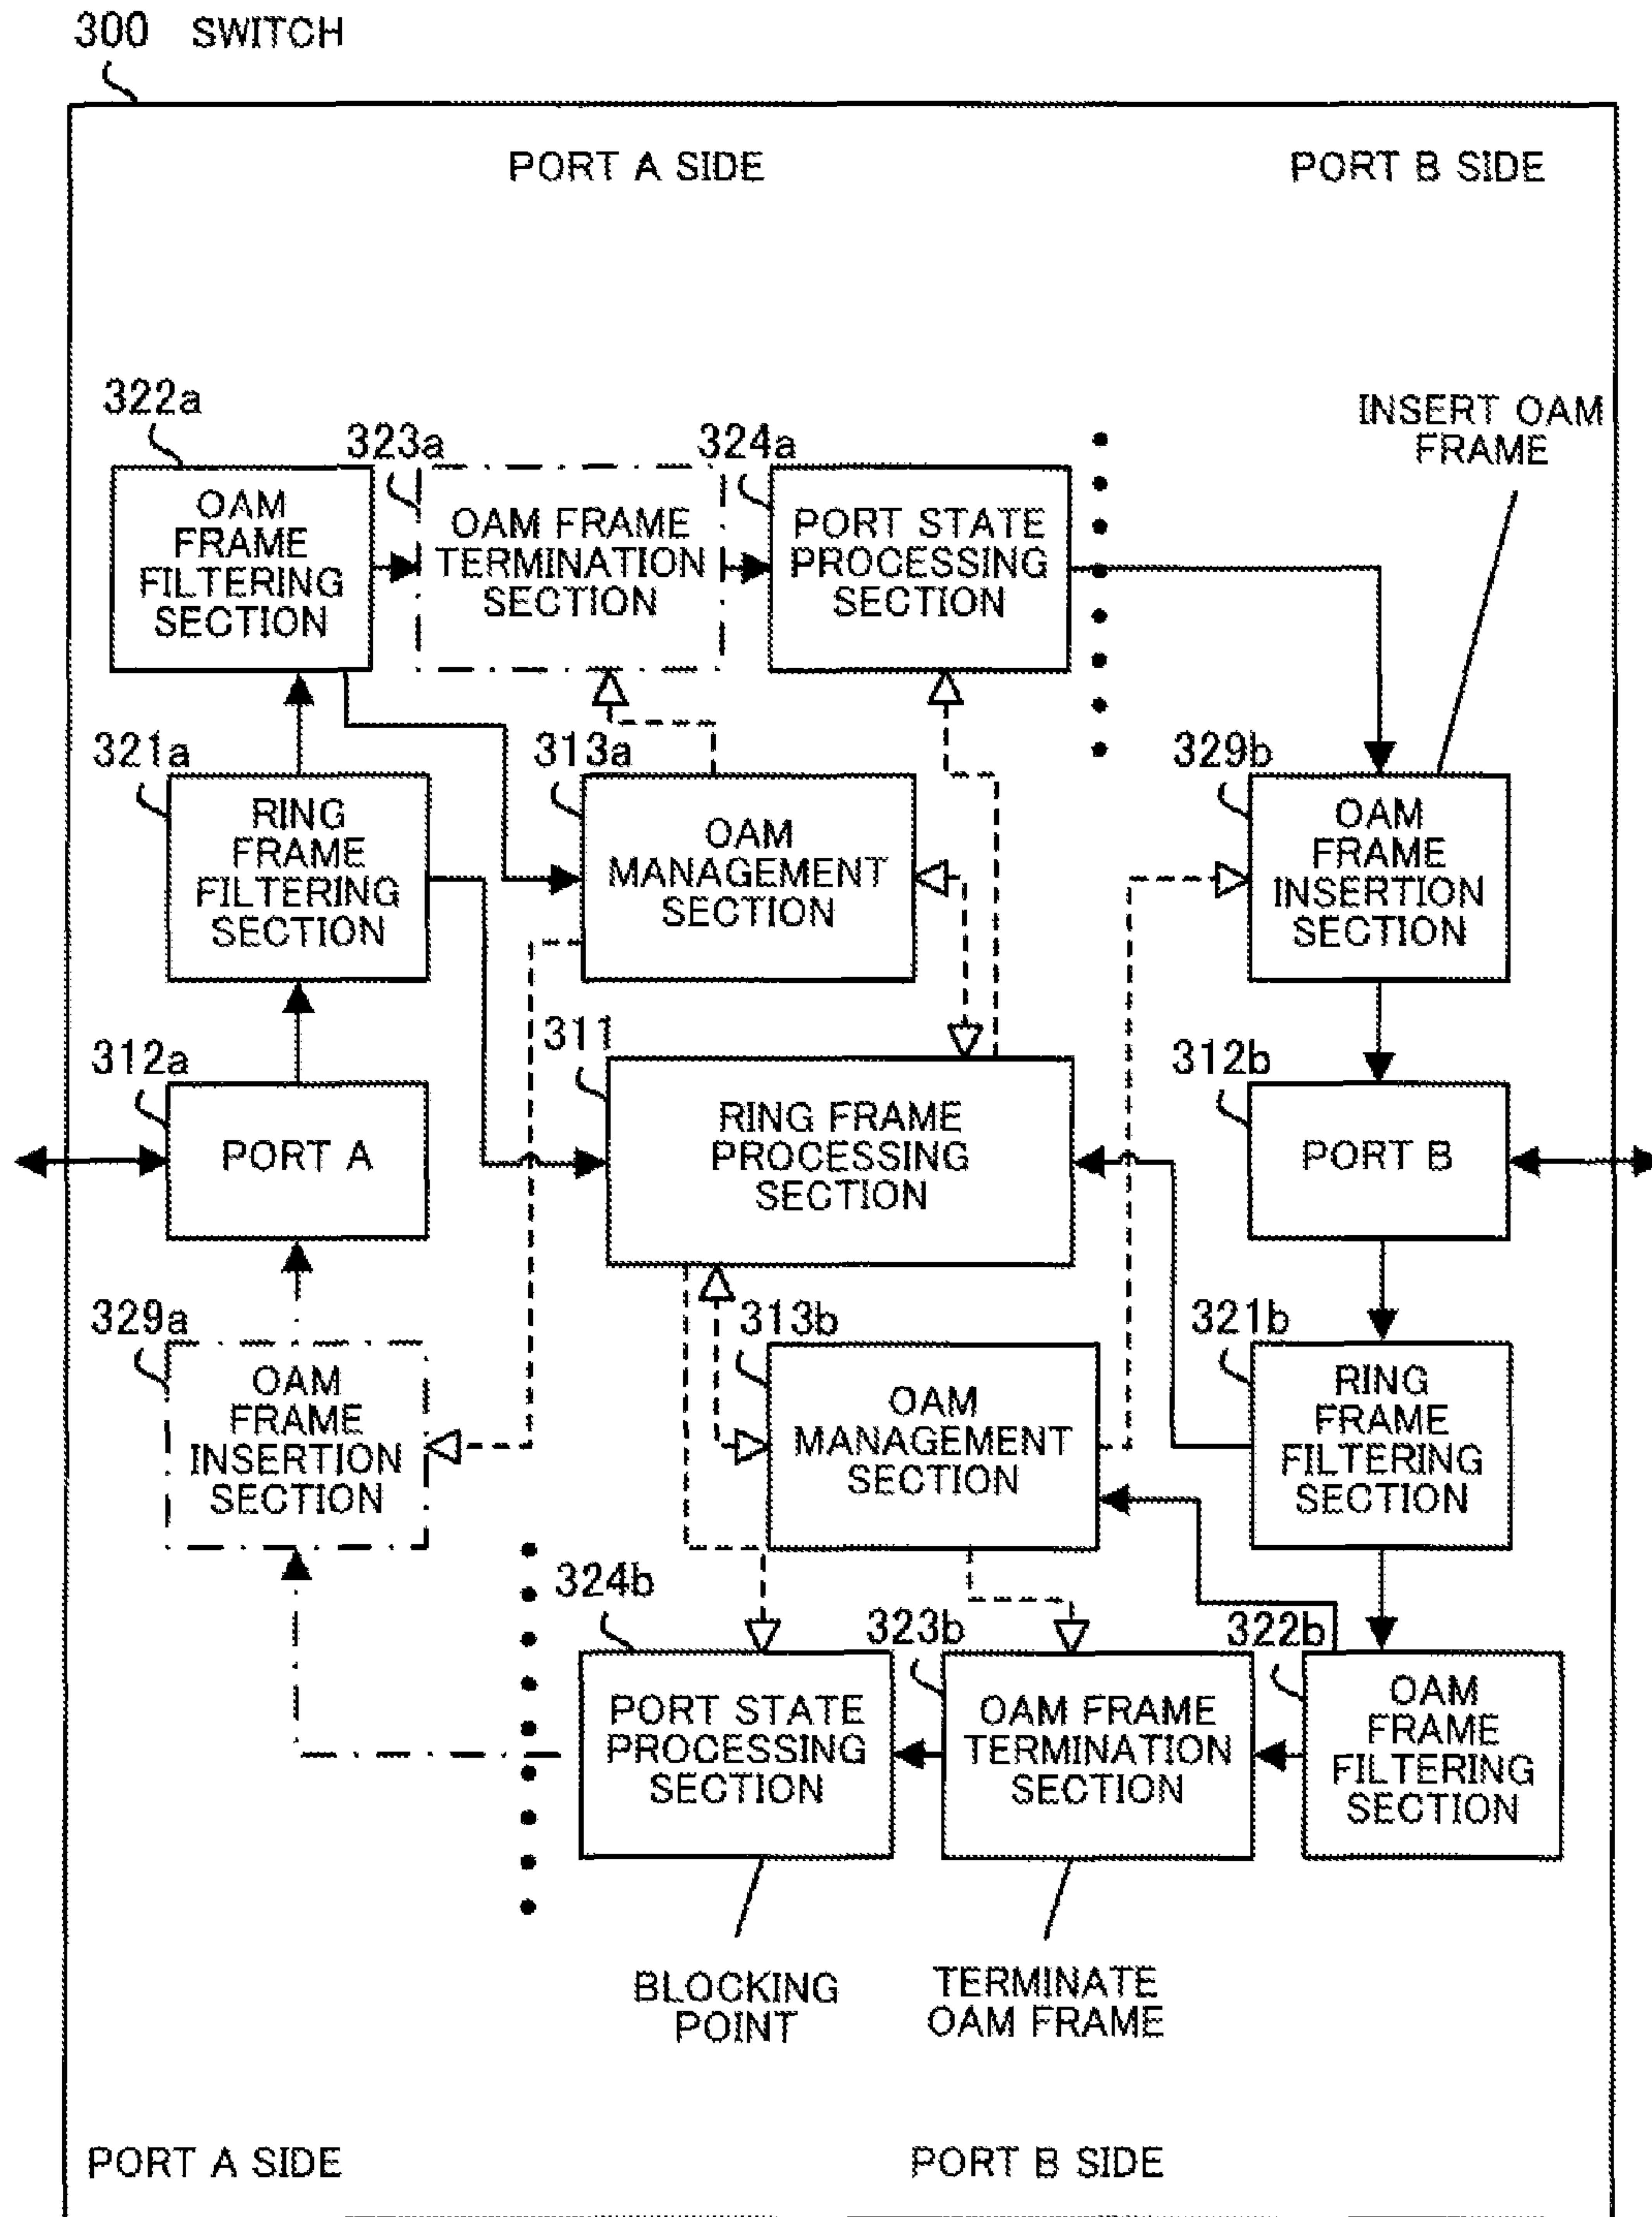 300 SWITCH
PORT A SIDE
PORT B SIDE
322a
323a
324a
INSERT OAM
FRAME
OAM
FRAME
FILTERING
SECTION
OAM FRAME
TERMINATION
SECTION
PORT STATE
PROCESSING
SECTION
321a
313a
329b
RING
FRAME
FILTERING
SECTION
OAM
MANAGEMENT
SECTION
OAM
FRAME
INSERTION
SECTION
312a
311
312b
PORT A
RING FRAME
PROCESSING
SECTION
PORT B
329a
313b
321b
OAM
FRAME
INSERTION
SECTION
OAM
MANAGEMENT
SECTION
RING
FRAME
FILTERING
SECTION
324b
323b
322b
PORT STATE
PROCESSING
SECTION
OAM FRAME
TERMINATION
SECTION
OAM
FRAME
FILTERING
SECTION
BLOCKING
POINT
TERMINATE
OAM FRAME
PORT A SIDE
PORT B SIDE